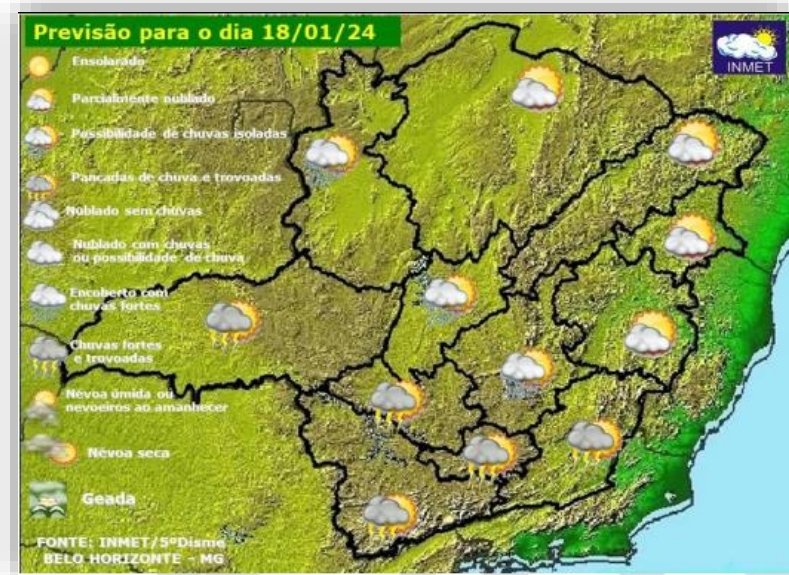 Previsão para o dia 18/01/24
INMET
Ensolarado
Parcialmente nublado
Possibilidade de chuvas isoladas
Pancadas de chuva e trovoadas
Nublado sem chuvas
Nublado com chuvas
ou possibilidade de chuva
Encoberto com
chuvas fortes
Chuvas fortes
e trovoadas
Névoa úmida ou
nevoeiros ao amanhecer
Névoa seca
Geada
FONTE: INMET/5ºDisme
BELO HORIZONTE - MG